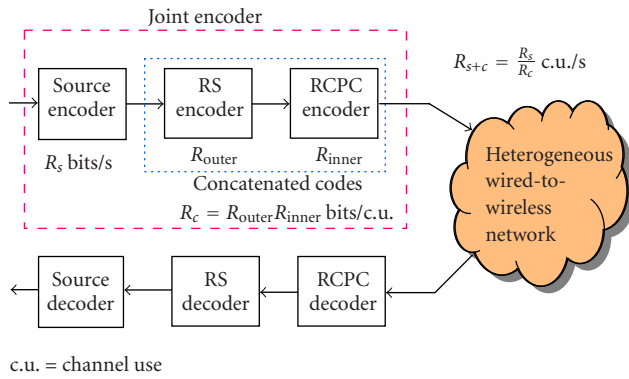 Joint encoder
Source
encoder
RS
encoder
RCPC
encoder
R_s bits/s
R_outer
R_inner
Concatenated codes
R_c = R_outer R_inner bits/c.u.
R_{s+c} = R_s/R_c c.u./s
Heterogeneous
wired-to-
wireless
network
Source
decoder
RS
decoder
RCPC
decoder
c.u. = channel use